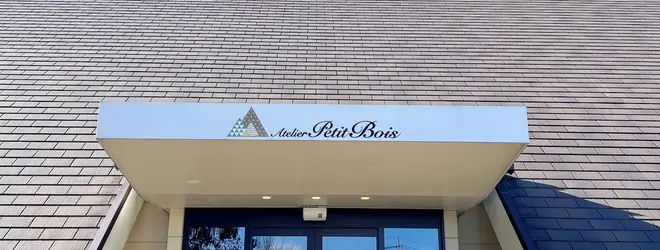 Atelier Petit Bois